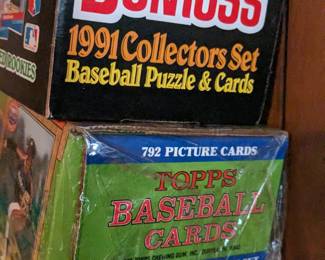 DONRUSS
1991 Collectors Set
Baseball Puzzle & Cards
ROOKIES
792 PICTURE CARDS
TOPPS
BASEBALL
CARDS